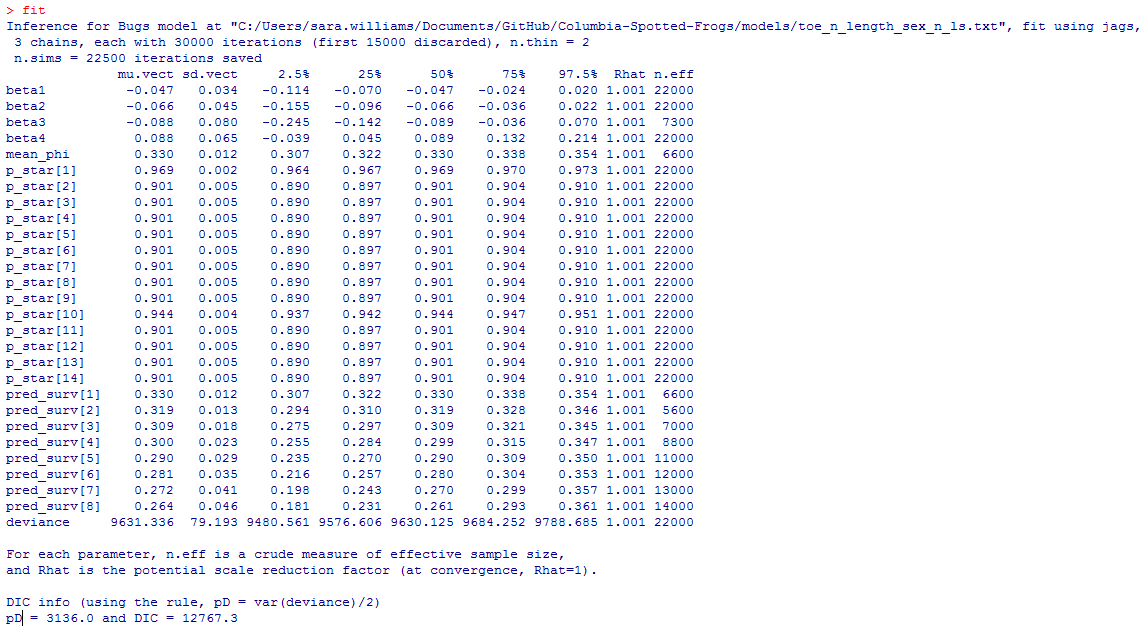 > fit
Inference for Bugs model at "C:/Users/sara.williams/Documents/GitHub/Columbia-Spotted-Frogs/models/toe_n_length_sex_n_ls.txt", fit using jags,
 3 chains, each with 30000 iterations (first 15000 discarded), n.thin = 2
 n.sims = 22500 iterations saved
              mu.vect sd.vect     2.5%      25%      50%      75%    97.5%  Rhat n.eff
beta1          -0.047   0.034   -0.114   -0.070   -0.047   -0.024    0.020 1.001 22000
beta2          -0.066   0.045   -0.155   -0.096   -0.066   -0.036    0.022 1.001 22000
beta3          -0.088   0.080   -0.245   -0.142   -0.089   -0.036    0.070 1.001  7300
beta4           0.088   0.065   -0.039    0.045    0.089    0.132    0.214 1.001 22000
mean_phi        0.330   0.012    0.307    0.322    0.330    0.338    0.354 1.001  6600
p_star[1]       0.969   0.002    0.964    0.967    0.969    0.970    0.973 1.001 22000
p_star[2]       0.901   0.005    0.890    0.897    0.901    0.904    0.910 1.001 22000
p_star[3]       0.901   0.005    0.890    0.897    0.901    0.904    0.910 1.001 22000
p_star[4]       0.901   0.005    0.890    0.897    0.901    0.904    0.910 1.001 22000
p_star[5]       0.901   0.005    0.890    0.897    0.901    0.904    0.910 1.001 22000
p_star[6]       0.901   0.005    0.890    0.897    0.901    0.904    0.910 1.001 22000
p_star[7]       0.901   0.005    0.890    0.897    0.901    0.904    0.910 1.001 22000
p_star[8]       0.901   0.005    0.890    0.897    0.901    0.904    0.910 1.001 22000
p_star[9]       0.901   0.005    0.890    0.897    0.901    0.904    0.910 1.001 22000
p_star[10]      0.944   0.004    0.937    0.942    0.944    0.947    0.951 1.001 22000
p_star[11]      0.901   0.005    0.890    0.897    0.901    0.904    0.910 1.001 22000
p_star[12]      0.901   0.005    0.890    0.897    0.901    0.904    0.910 1.001 22000
p_star[13]      0.901   0.005    0.890    0.897    0.901    0.904    0.910 1.001 22000
p_star[14]      0.901   0.005    0.890    0.897    0.901    0.904    0.910 1.001 22000
pred_surv[1]    0.330   0.012    0.307    0.322    0.330    0.338    0.354 1.001  6600
pred_surv[2]    0.319   0.013    0.294    0.310    0.319    0.328    0.346 1.001  5600
pred_surv[3]    0.309   0.018    0.275    0.297    0.309    0.321    0.345 1.001  7000
pred_surv[4]    0.300   0.023    0.255    0.284    0.299    0.315    0.347 1.001  8800
pred_surv[5]    0.290   0.029    0.235    0.270    0.290    0.309    0.350 1.001 11000
pred_surv[6]    0.281   0.035    0.216    0.257    0.280    0.304    0.353 1.001 12000
pred_surv[7]    0.272   0.041    0.198    0.243    0.270    0.299    0.357 1.001 13000
pred_surv[8]    0.264   0.046    0.181    0.231    0.261    0.293    0.361 1.001 14000
deviance     9631.336  79.193 9480.561 9576.606 9630.125 9684.252 9788.685 1.001 22000

For each parameter, n.eff is a crude measure of effective sample size,
and Rhat is the potential scale reduction factor (at convergence, Rhat=1).

DIC info (using the rule, pD = var(deviance)/2)
pD = 3136.0 and DIC = 12767.3